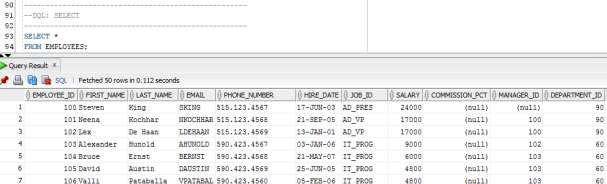 90 --------------------------------------------------
91 --DQL: SELECT
92 --------------------------------------------------
93 SELECT *
94 FROM EMPLOYEES;
Query Result ×
SQL | Fetched 50 rows in 0.112 seconds
EMPLOYEE_ID FIRST_NAME LAST_NAME EMAIL PHONE_NUMBER HIRE_DATE JOB_ID SALARY COMMISSION_PCT MANAGER_ID DEPARTMENT_ID
1 100 Steven King SKING 515.123.4567 17-JUN-03 AD_PRES 24000 (null) (null) 90
2 101 Neena Kochhar NKOCHHAR 515.123.4568 21-SEP-05 AD_VP 17000 (null) 100 90
3 102 Lex De Haan LDEHAAN 515.123.4569 13-JAN-01 AD_VP 17000 (null) 100 90
4 103 Alexander Hunold AHUNOLD 590.423.4567 03-JAN-06 IT_PROG 9000 (null) 102 60
5 104 Bruce Ernst BERNST 590.423.4568 21-MAY-07 IT_PROG 6000 (null) 103 60
6 105 David Austin DAUSTIN 590.423.4569 25-JUN-05 IT_PROG 4800 (null) 103 60
7 106 Valli Pataballa VPATABAL 590.423.4560 05-FEB-06 IT_PROG 4800 (null) 103 60